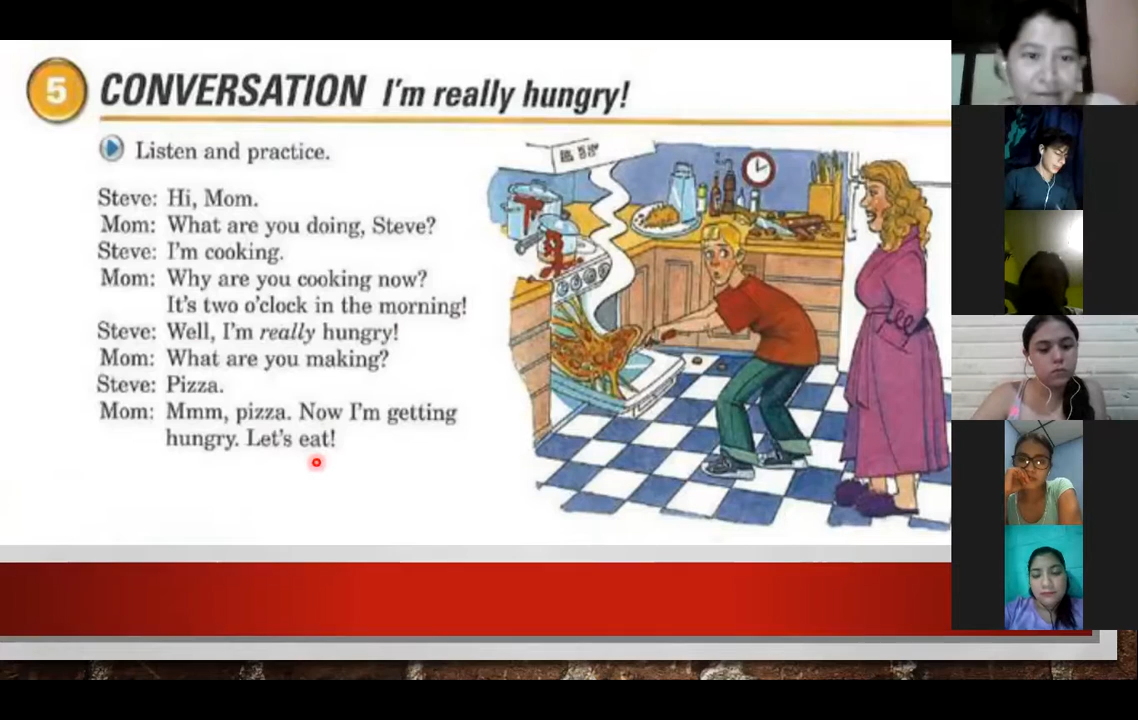 5 CONVERSATION I'm really hungry!
Listen and practice.
Steve: Hi, Mom.
Mom: What are you doing, Steve?
Steve: I'm cooking.
Mom: Why are you cooking now?
It's two o'clock in the morning!
Steve: Well, I'm really hungry!
Mom: What are you making?
Steve: Pizza.
Mom: Mmm, pizza. Now I'm getting
hungry. Let's eat!